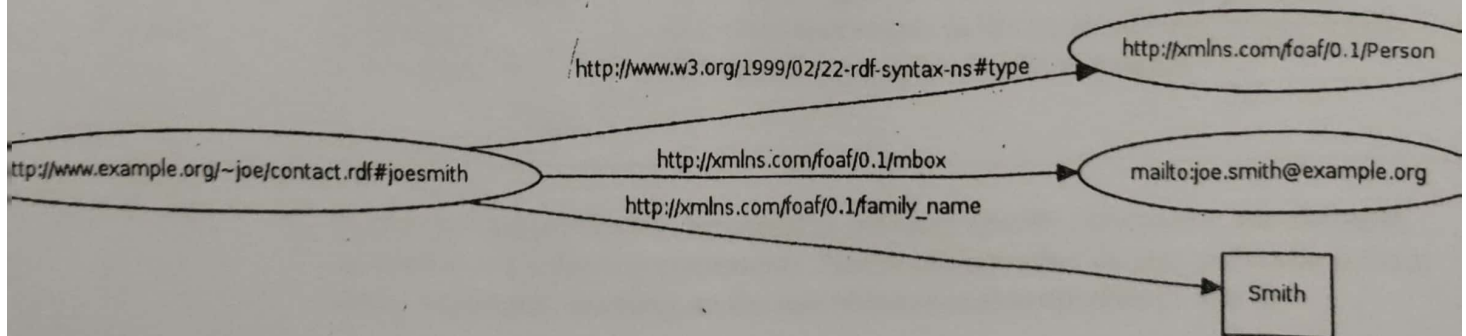 http://xmlns.com/foaf/0.1/Person
http://www.w3.org/1999/02/22-rdf-syntax-ns#type
ttp://www.example.org/~joe/contact.rdf#joesmith
http://xmlns.com/foaf/0.1/mbox
mailto:joe.smith@example.org
http://xmlns.com/foaf/0.1/family_name
Smith